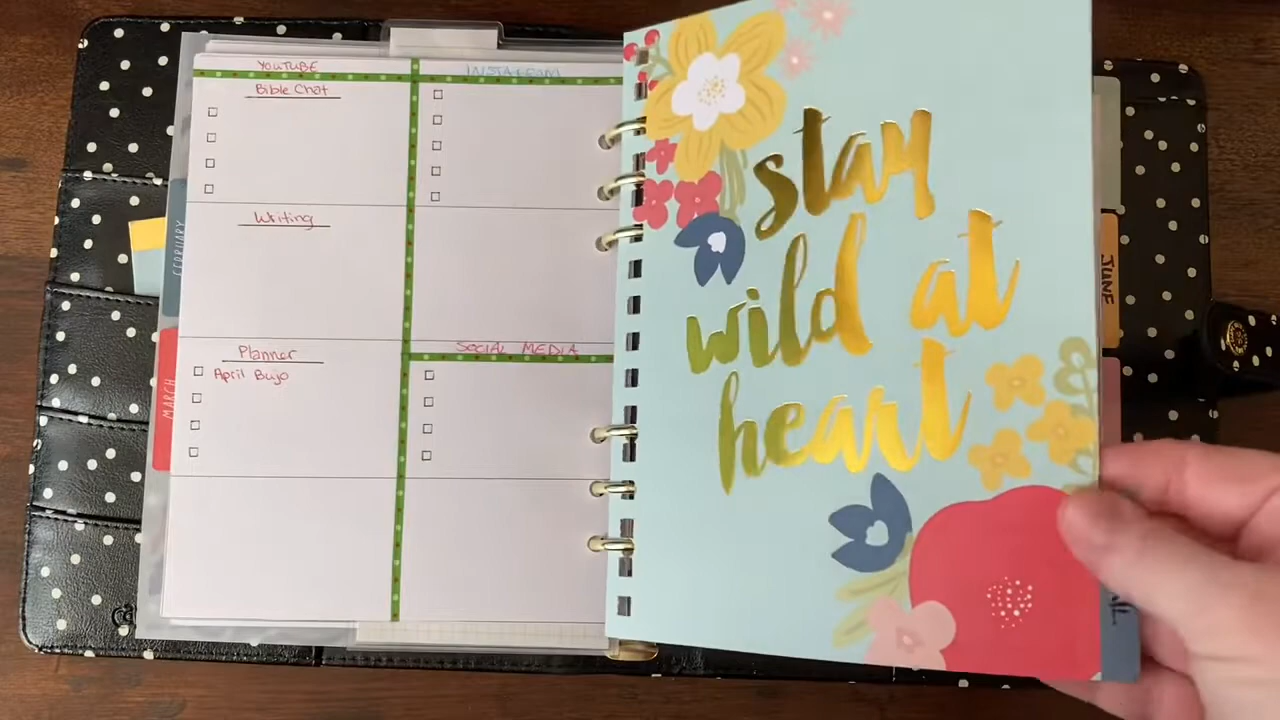 YOUTUBE
INSTAGRAM
Bible Chat
Writing
Planner
April Bujo
SOCIAL MEDIA
FEBRUARY
MARCH
stay
wild at
heart
JUNE